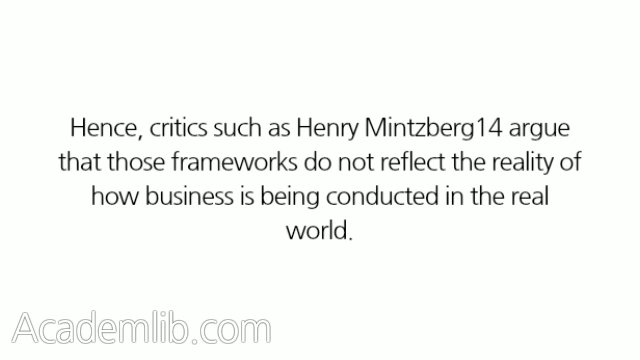 Hence, critics such as Henry Mintzberg14 argue
that those frameworks do not reflect the reality of
how business is being conducted in the real
world.
Academlib.com